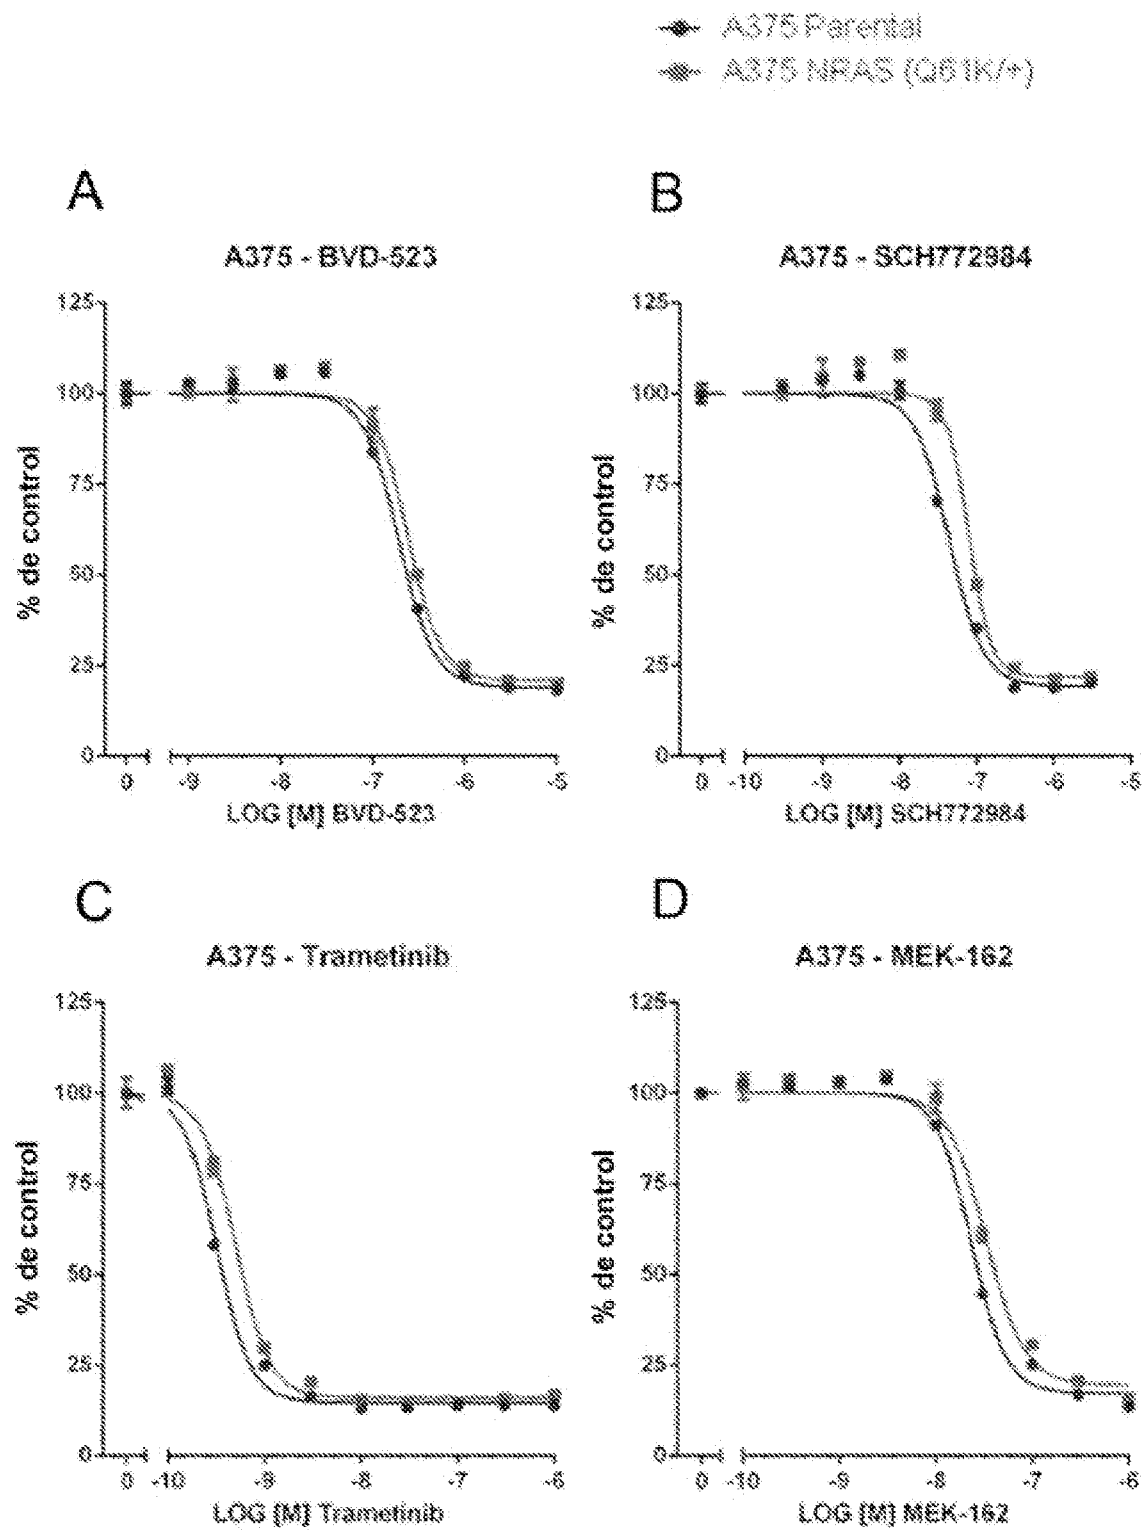 A375 Parental
A375 NRAS (Q61K/+)
A
B
A375 - BVD-523
A375 - SCH772984
125
100
75
50
25
0
% de control
0 -9 -8 -7 -6 -5
LOG [M] BVD-523
125
100
75
50
25
0
% de control
0 -10 -9 -8 -7 -6 -5
LOG [M] SCH772984
C
D
A375 - Trametinib
A375 - MEK-162
125
100
75
50
25
0
% de control
0 -10 -9 -8 -7 -6
LOG [M] Trametinib
125
100
75
50
25
0
% de control
0 -10 -9 -8 -7 -6
LOG [M] MEK-162